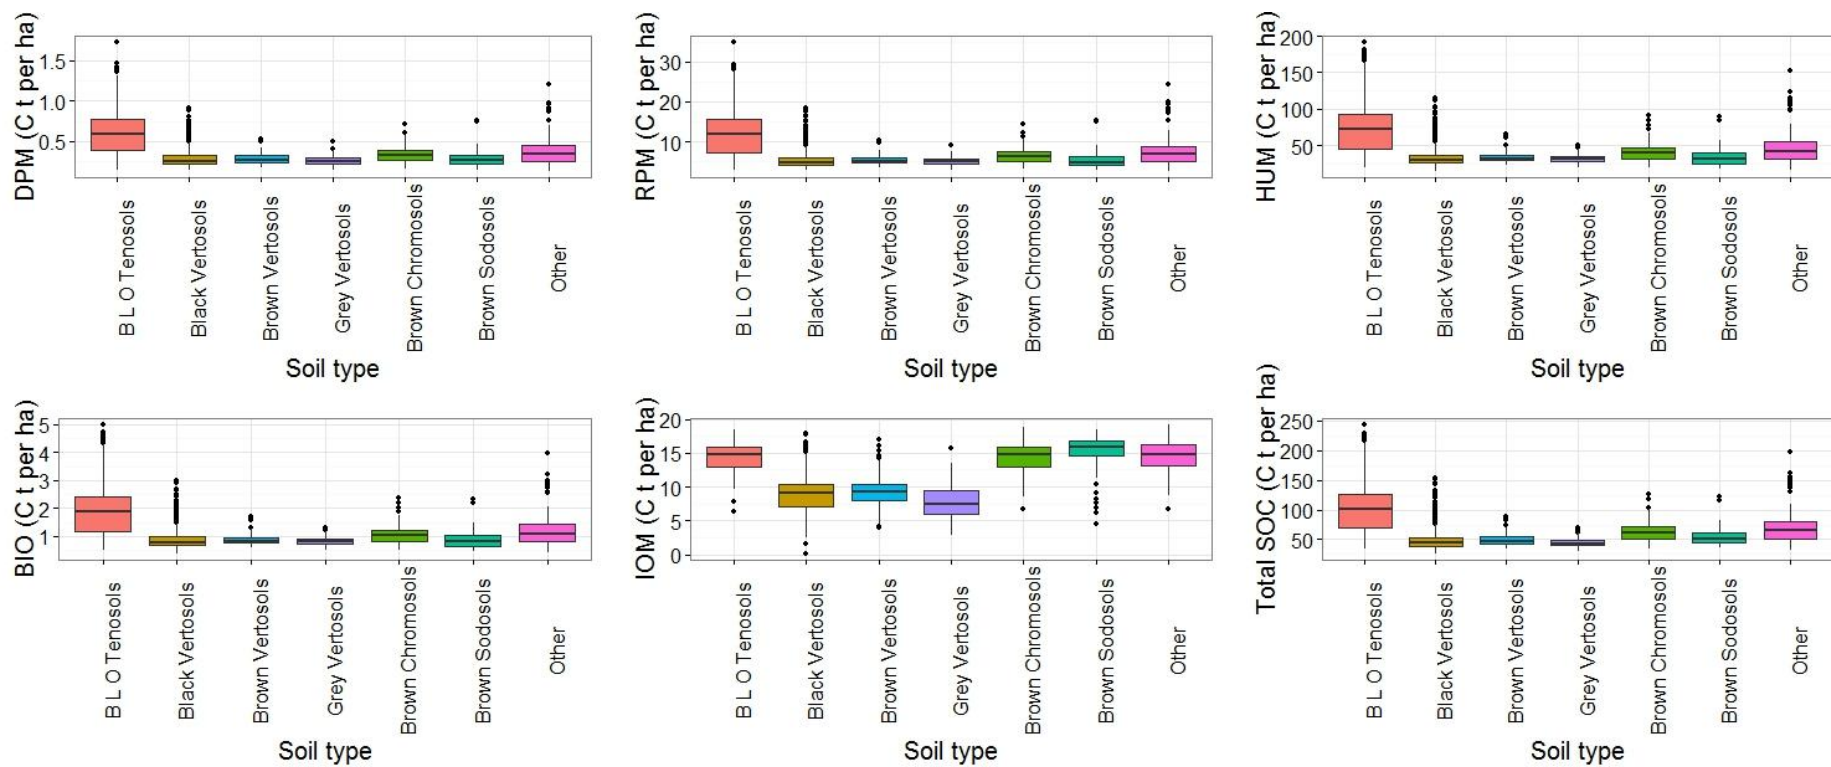 DPM (C t per ha)
1.5
1.0
0.5
B L O Tenosols
Black Vertosols
Brown Vertosols
Grey Vertosols
Brown Chromosols
Brown Sodosols
Other
Soil type
RPM (C t per ha)
30
20
10
B L O Tenosols
Black Vertosols
Brown Vertosols
Grey Vertosols
Brown Chromosols
Brown Sodosols
Other
Soil type
HUM (C t per ha)
200
150
100
50
B L O Tenosols
Black Vertosols
Brown Vertosols
Grey Vertosols
Brown Chromosols
Brown Sodosols
Other
Soil type
BIO (C t per ha)
5
4
3
2
1
B L O Tenosols
Black Vertosols
Brown Vertosols
Grey Vertosols
Brown Chromosols
Brown Sodosols
Other
Soil type
IOM (C t per ha)
20
15
10
5
0
B L O Tenosols
Black Vertosols
Brown Vertosols
Grey Vertosols
Brown Chromosols
Brown Sodosols
Other
Soil type
Total SOC (C t per ha)
250
200
150
100
50
B L O Tenosols
Black Vertosols
Brown Vertosols
Grey Vertosols
Brown Chromosols
Brown Sodosols
Other
Soil type